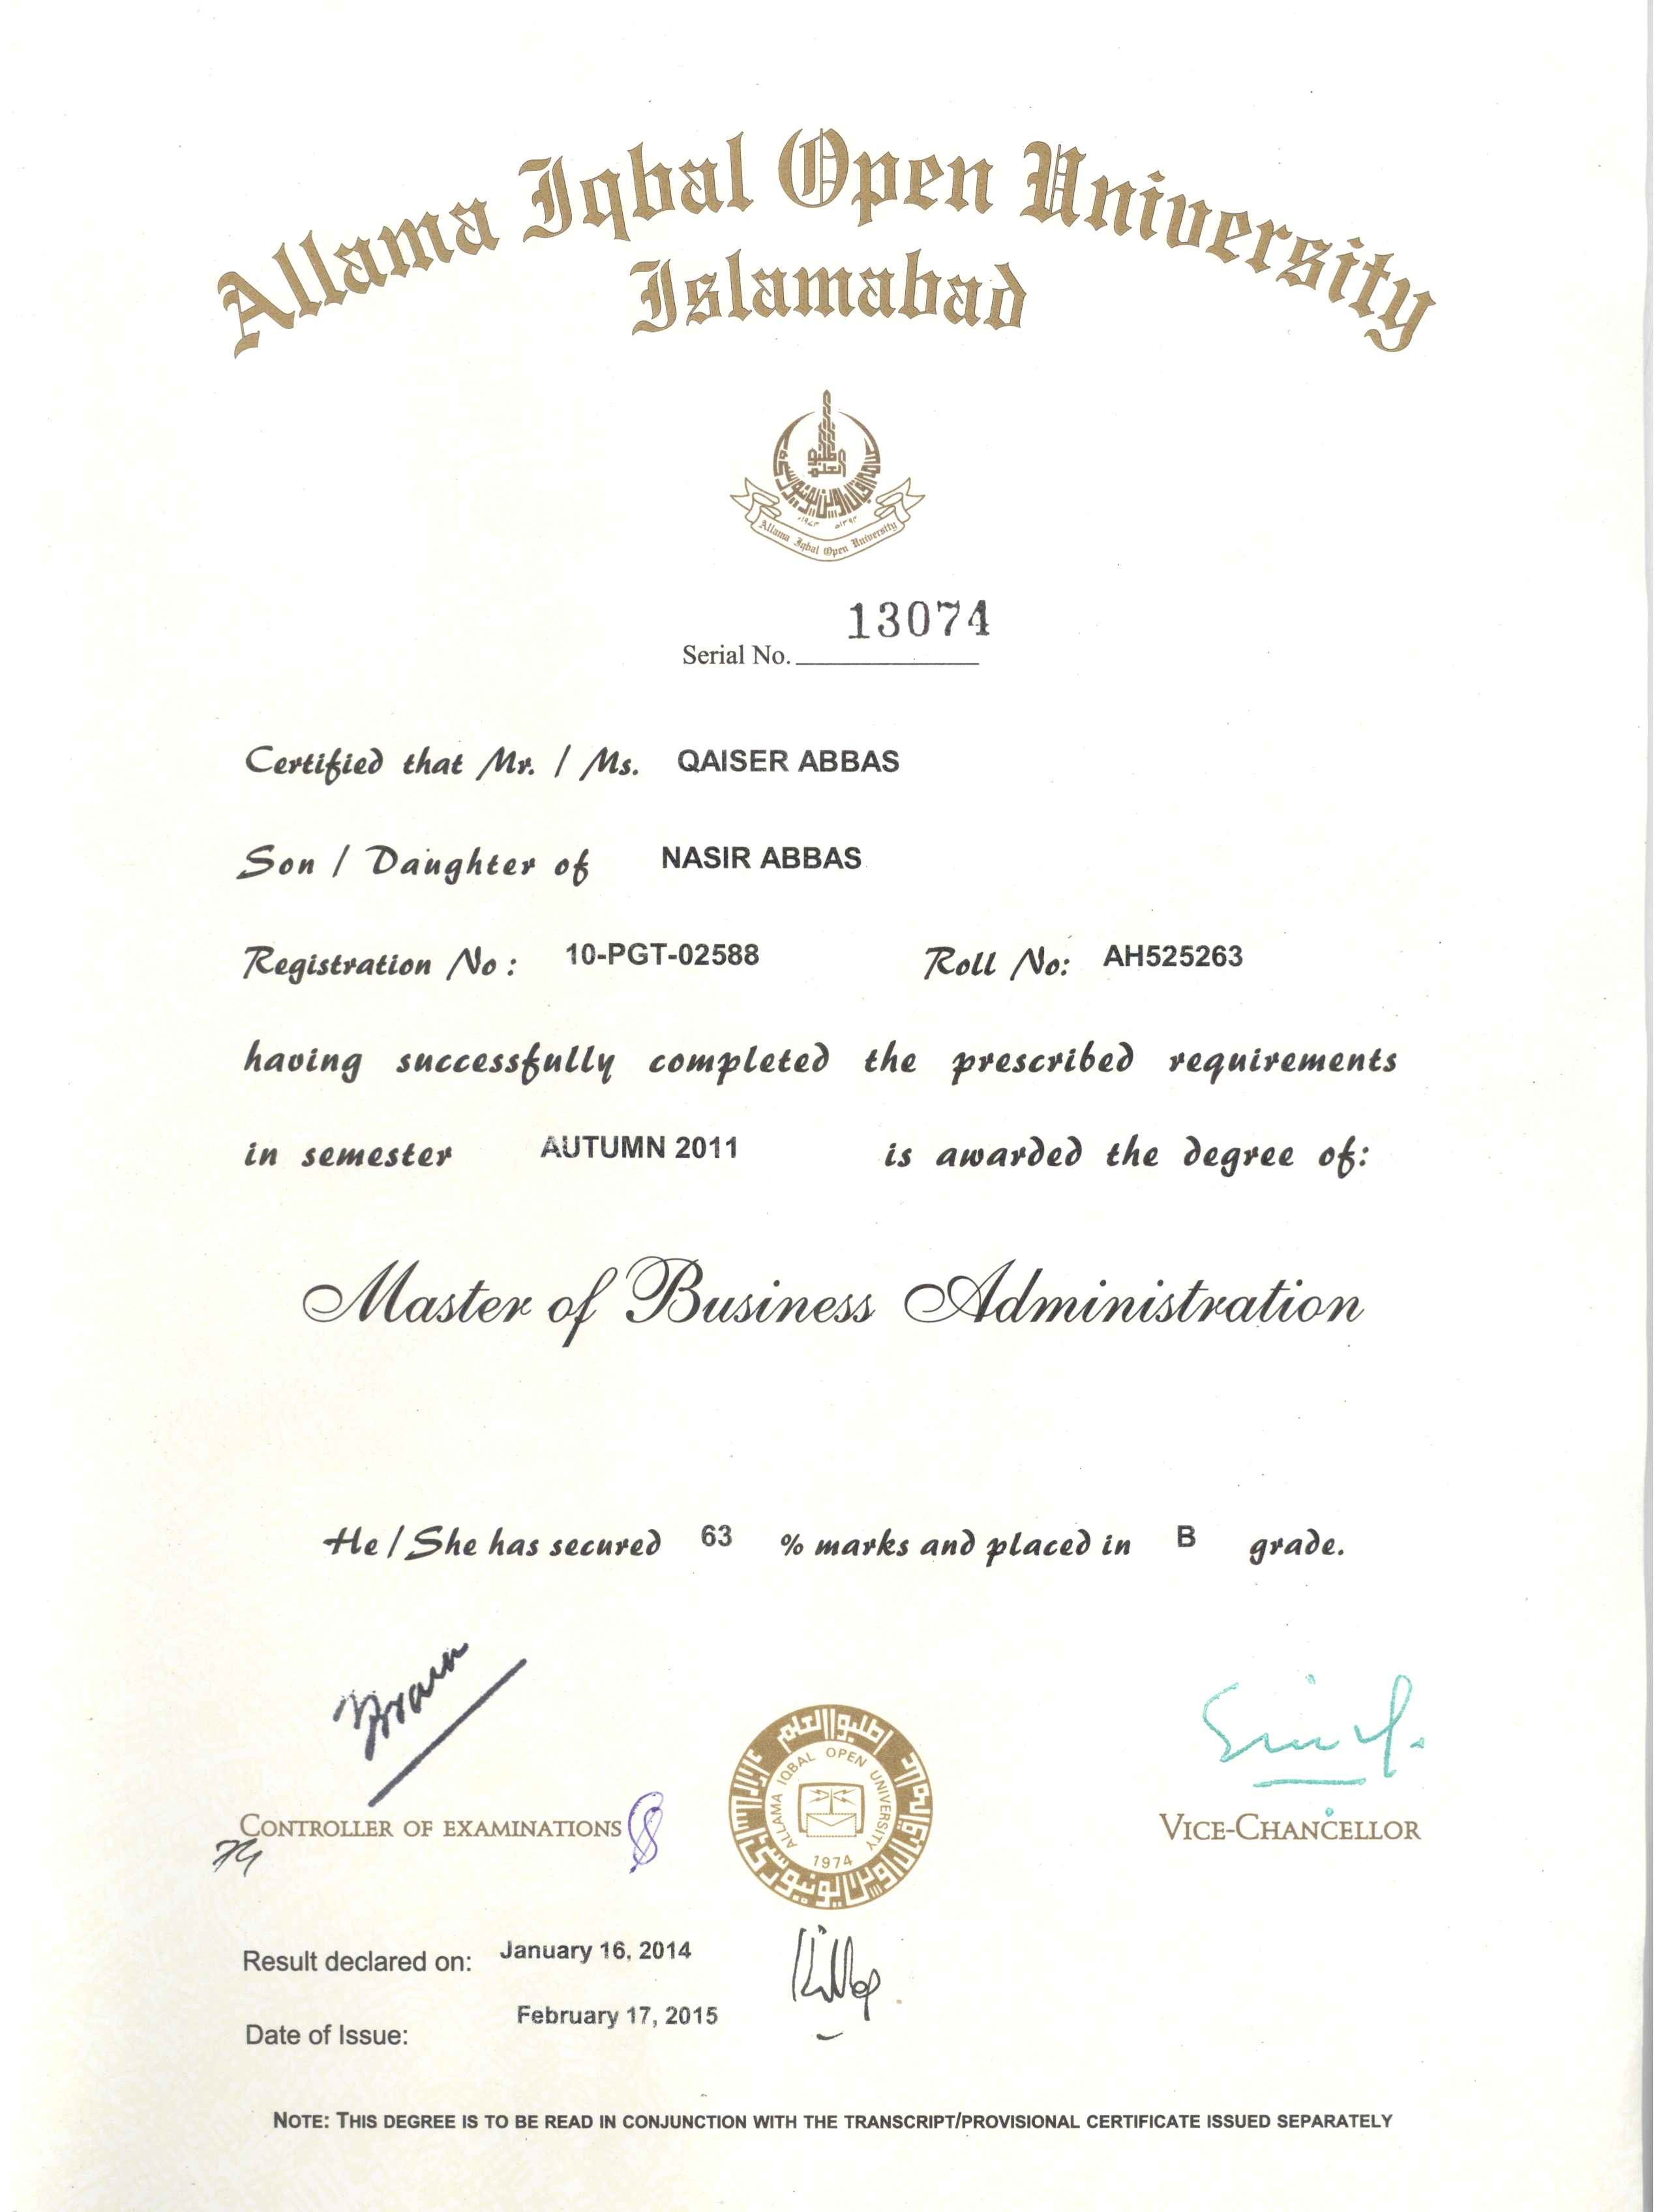 Allama Iqbal Open University
Islamabad
Allama Iqbal Open University
13074
Serial No.
Certified that Mr. / Ms. QAISER ABBAS
Son / Daughter of NASIR ABBAS
Registration No : 10-PGT-02588 Roll No: AH525263
having successfully completed the prescribed requirements
in semester AUTUMN 2011 is awarded the degree of:
Master of Business Administration
He / She has secured 63 % marks and placed in B grade.
ALLAMA IQBAL OPEN UNIVERSITY
1974
CONTROLLER OF EXAMINATIONS
VICE-CHANCELLOR
Result declared on: January 16, 2014
Date of Issue: February 17, 2015
NOTE: THIS DEGREE IS TO BE READ IN CONJUNCTION WITH THE TRANSCRIPT/PROVISIONAL CERTIFICATE ISSUED SEPARATELY